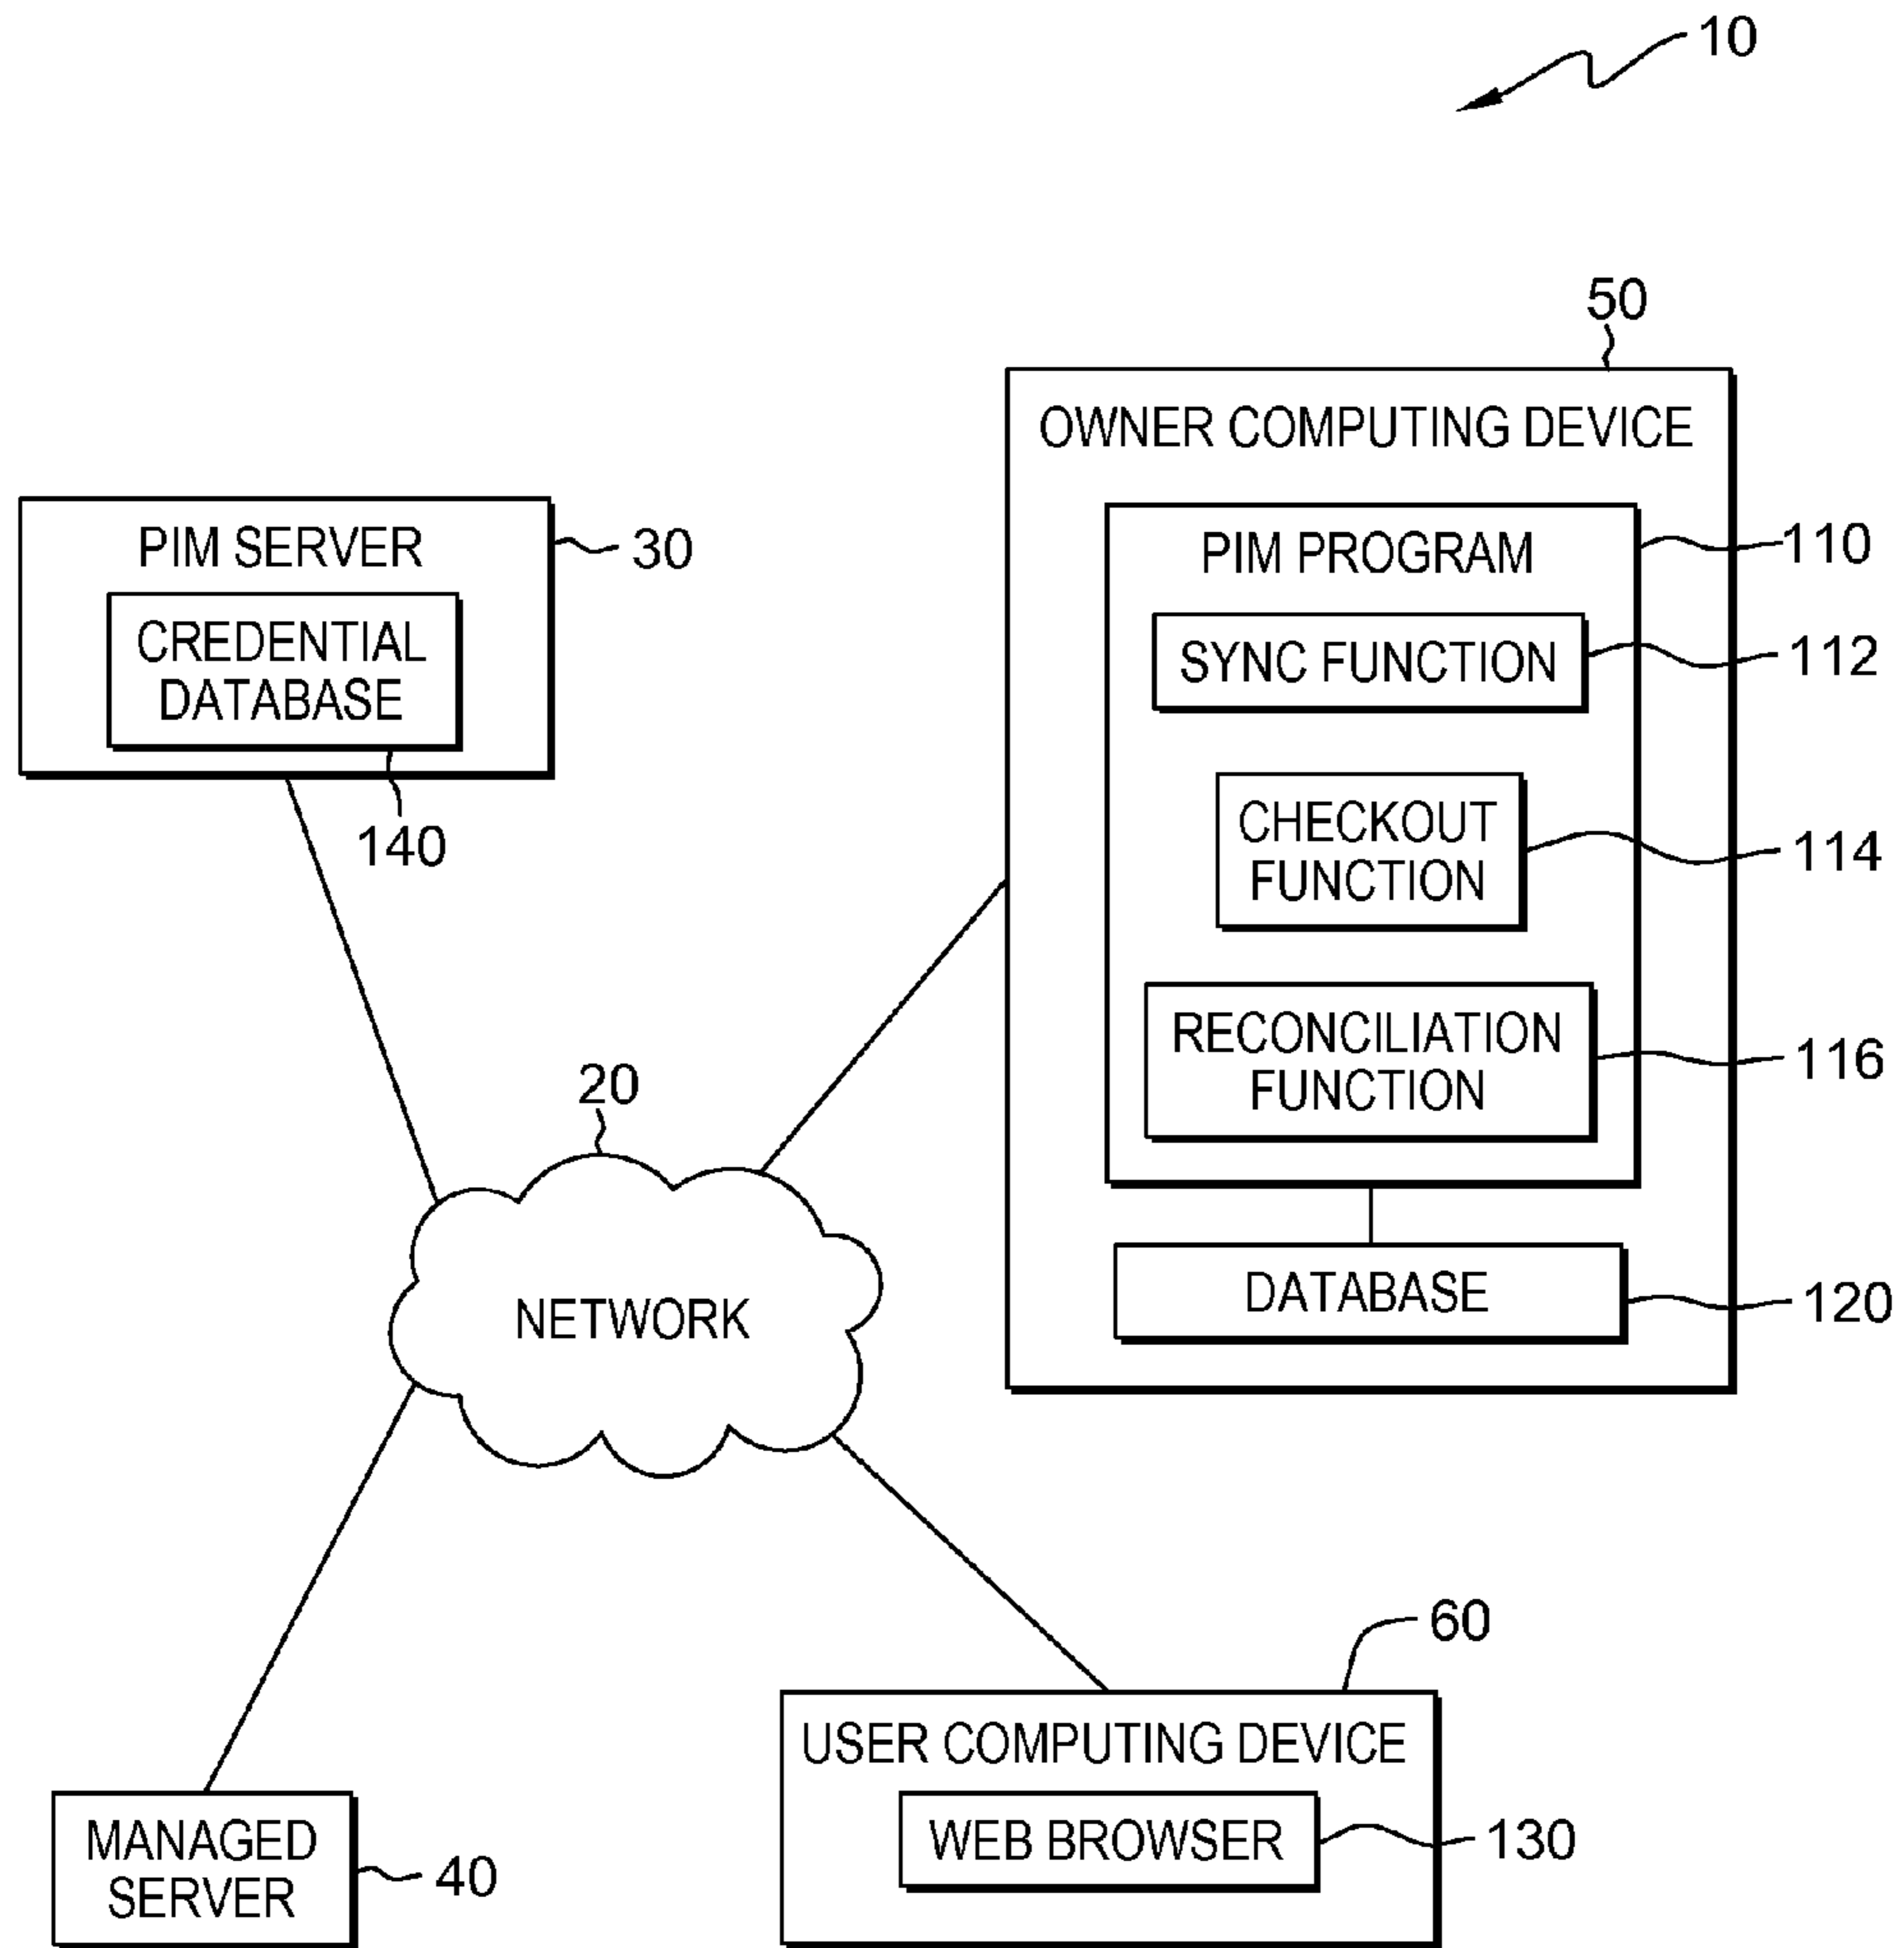 10
50
OWNER COMPUTING DEVICE
PIM PROGRAM
110
SYNC FUNCTION
112
CHECKOUT
FUNCTION
114
RECONCILIATION
FUNCTION
116
DATABASE
120
PIM SERVER
30
CREDENTIAL
DATABASE
140
20
NETWORK
60
USER COMPUTING DEVICE
WEB BROWSER
130
MANAGED
SERVER
40